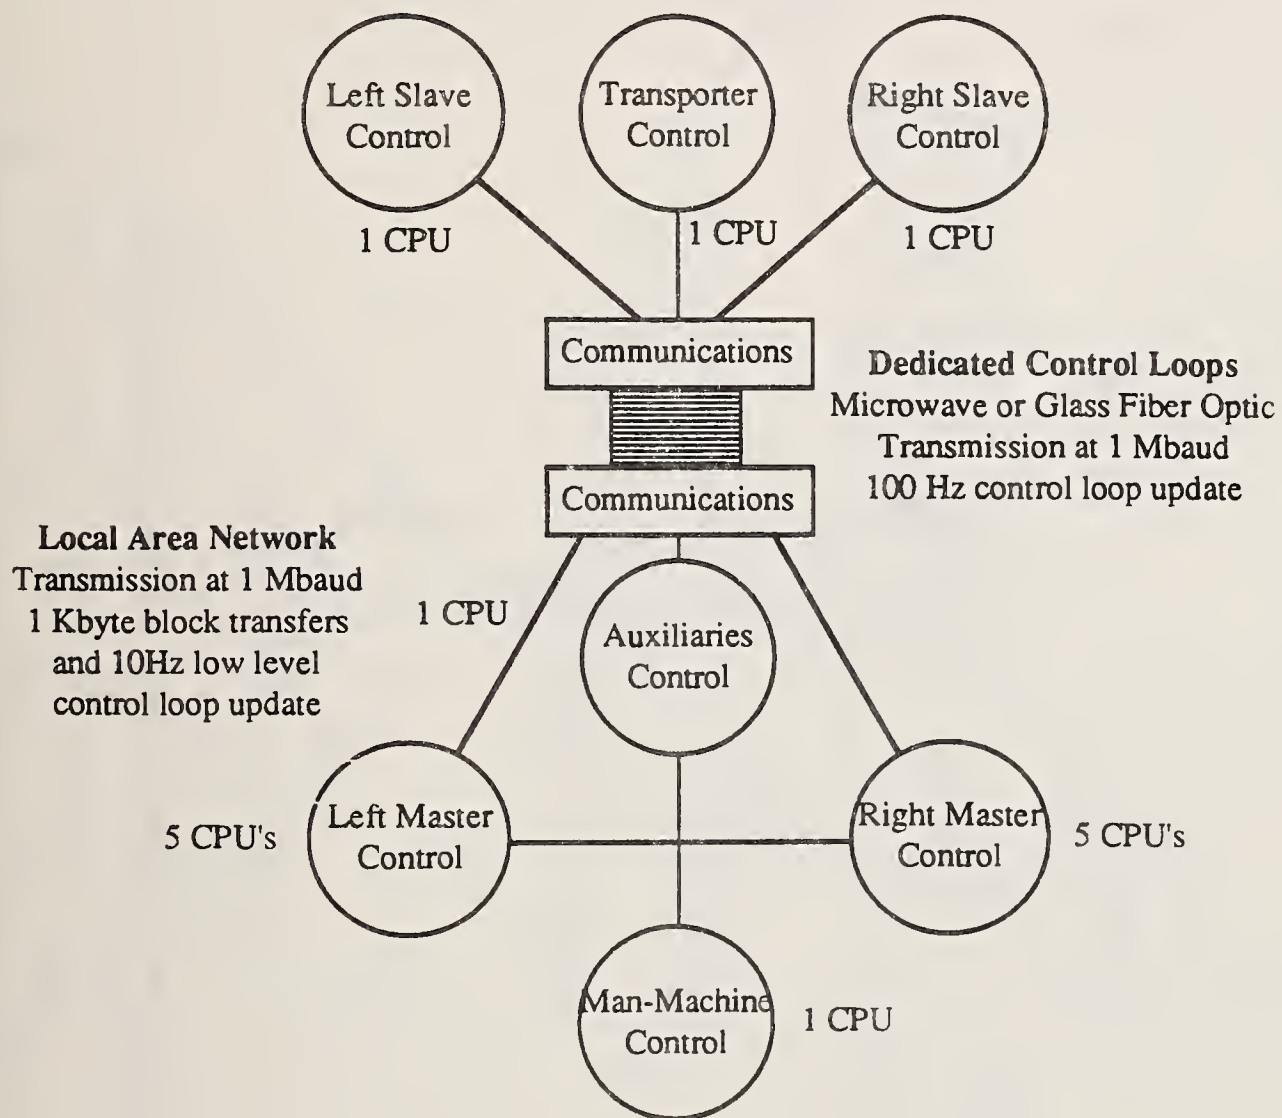 Left Slave
Control
Transporter
Control
Right Slave
Control
1 CPU
1 CPU
1 CPU
Communications
Dedicated Control Loops
Microwave or Glass Fiber Optic
Transmission at 1 Mbaud
100 Hz control loop update
Communications
Local Area Network
Transmission at 1 Mbaud
1 Kbyte block transfers
and 10Hz low level
control loop update
1 CPU
Auxiliaries
Control
5 CPU's
Left Master
Control
Right Master
Control
5 CPU's
Man-Machine
Control
1 CPU